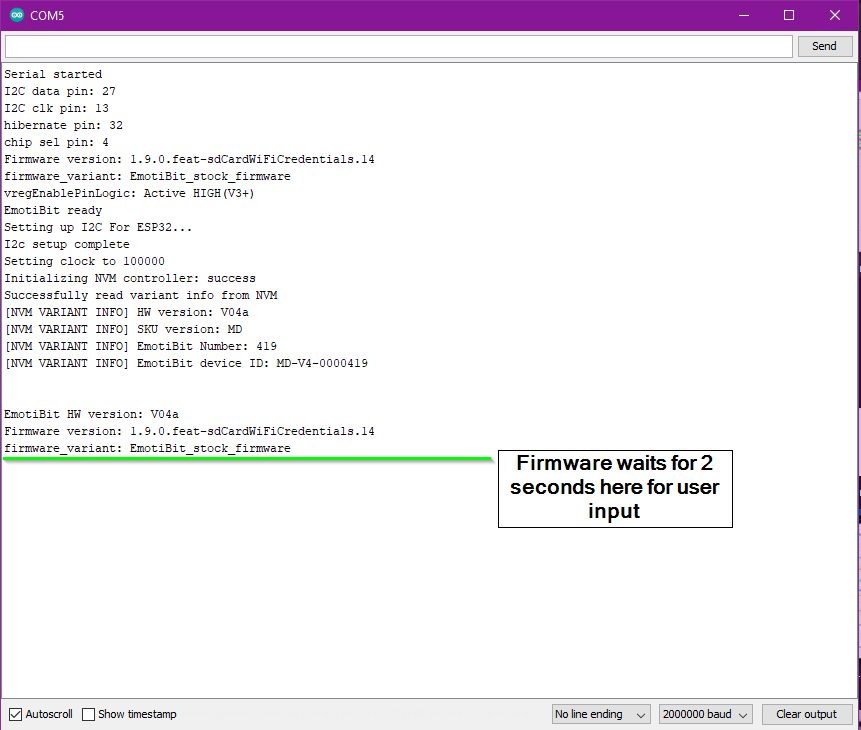 COM5
Send
Serial started
I2C data pin: 27
I2C clk pin: 13
hibernate pin: 32
chip sel pin: 4
Firmware version: 1.9.0.feat-sdCardWiFiCredentials.14
firmware_variant: EmotiBit_stock_firmware
vregEnablePinLogic: Active HIGH(V3+)
EmotiBit ready
Setting up I2C For ESP32...
I2c setup complete
Setting clock to 100000
Initializing NVM controller: success
Successfully read variant info from NVM
[NVM VARIANT INFO] HW version: V04a
[NVM VARIANT INFO] SKU version: MD
[NVM VARIANT INFO] EmotiBit Number: 419
[NVM VARIANT INFO] EmotiBit device ID: MD-V4-0000419
EmotiBit HW version: V04a
Firmware version: 1.9.0.feat-sdCardWiFiCredentials.14
firmware_variant: EmotiBit_stock_firmware
Firmware waits for 2
seconds here for user
input
Autoscroll Show timestamp No line ending 2000000 baud Clear output